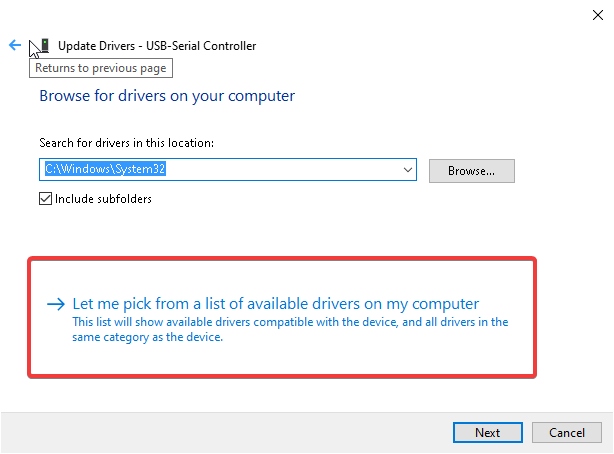 Update Drivers - USB-Serial Controller
Returns to previous page
Browse for drivers on your computer
Search for drivers in this location:
C:\Windows\System32
Browse...
Include subfolders
Let me pick from a list of available drivers on my computer
This list will show available drivers compatible with the device, and all drivers in the
same category as the device.
Next
Cancel